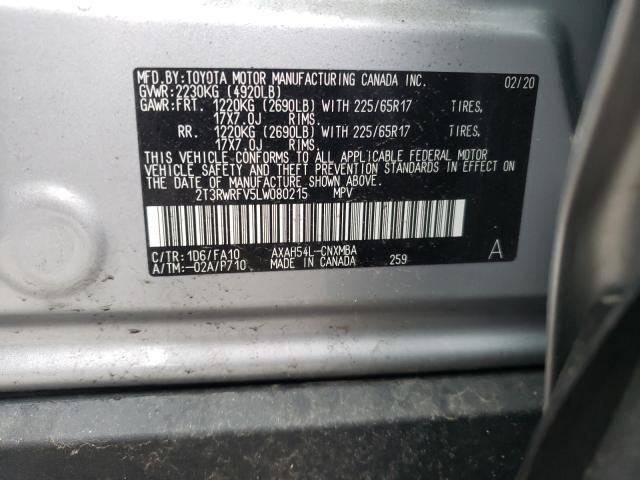 MFD.BY:TOYOTA MOTOR MANUFACTURING CANADA INC. 02/20
GVWR:2230KG (4920LB)
GAWR:FRT. 1220KG (2690LB) WITH 225/65R17 TIRES,
17X7.0J RIMS.
RR. 1220KG (2690LB) WITH 225/65R17 TIRES,
17X7.0J RIMS.
THIS VEHICLE CONFORMS TO ALL APPLICABLE FEDERAL MOTOR
VEHICLE SAFETY AND THEFT PREVENTION STANDARDS IN EFFECT ON
THE DATE OF MANUFACTURE SHOWN ABOVE.
2T3RWRFV5LW080215 MPV
C/TR:1D6/FA10 AXAH54L-CNXMBA
A/TM:-02A/P710 MADE IN CANADA 259 A